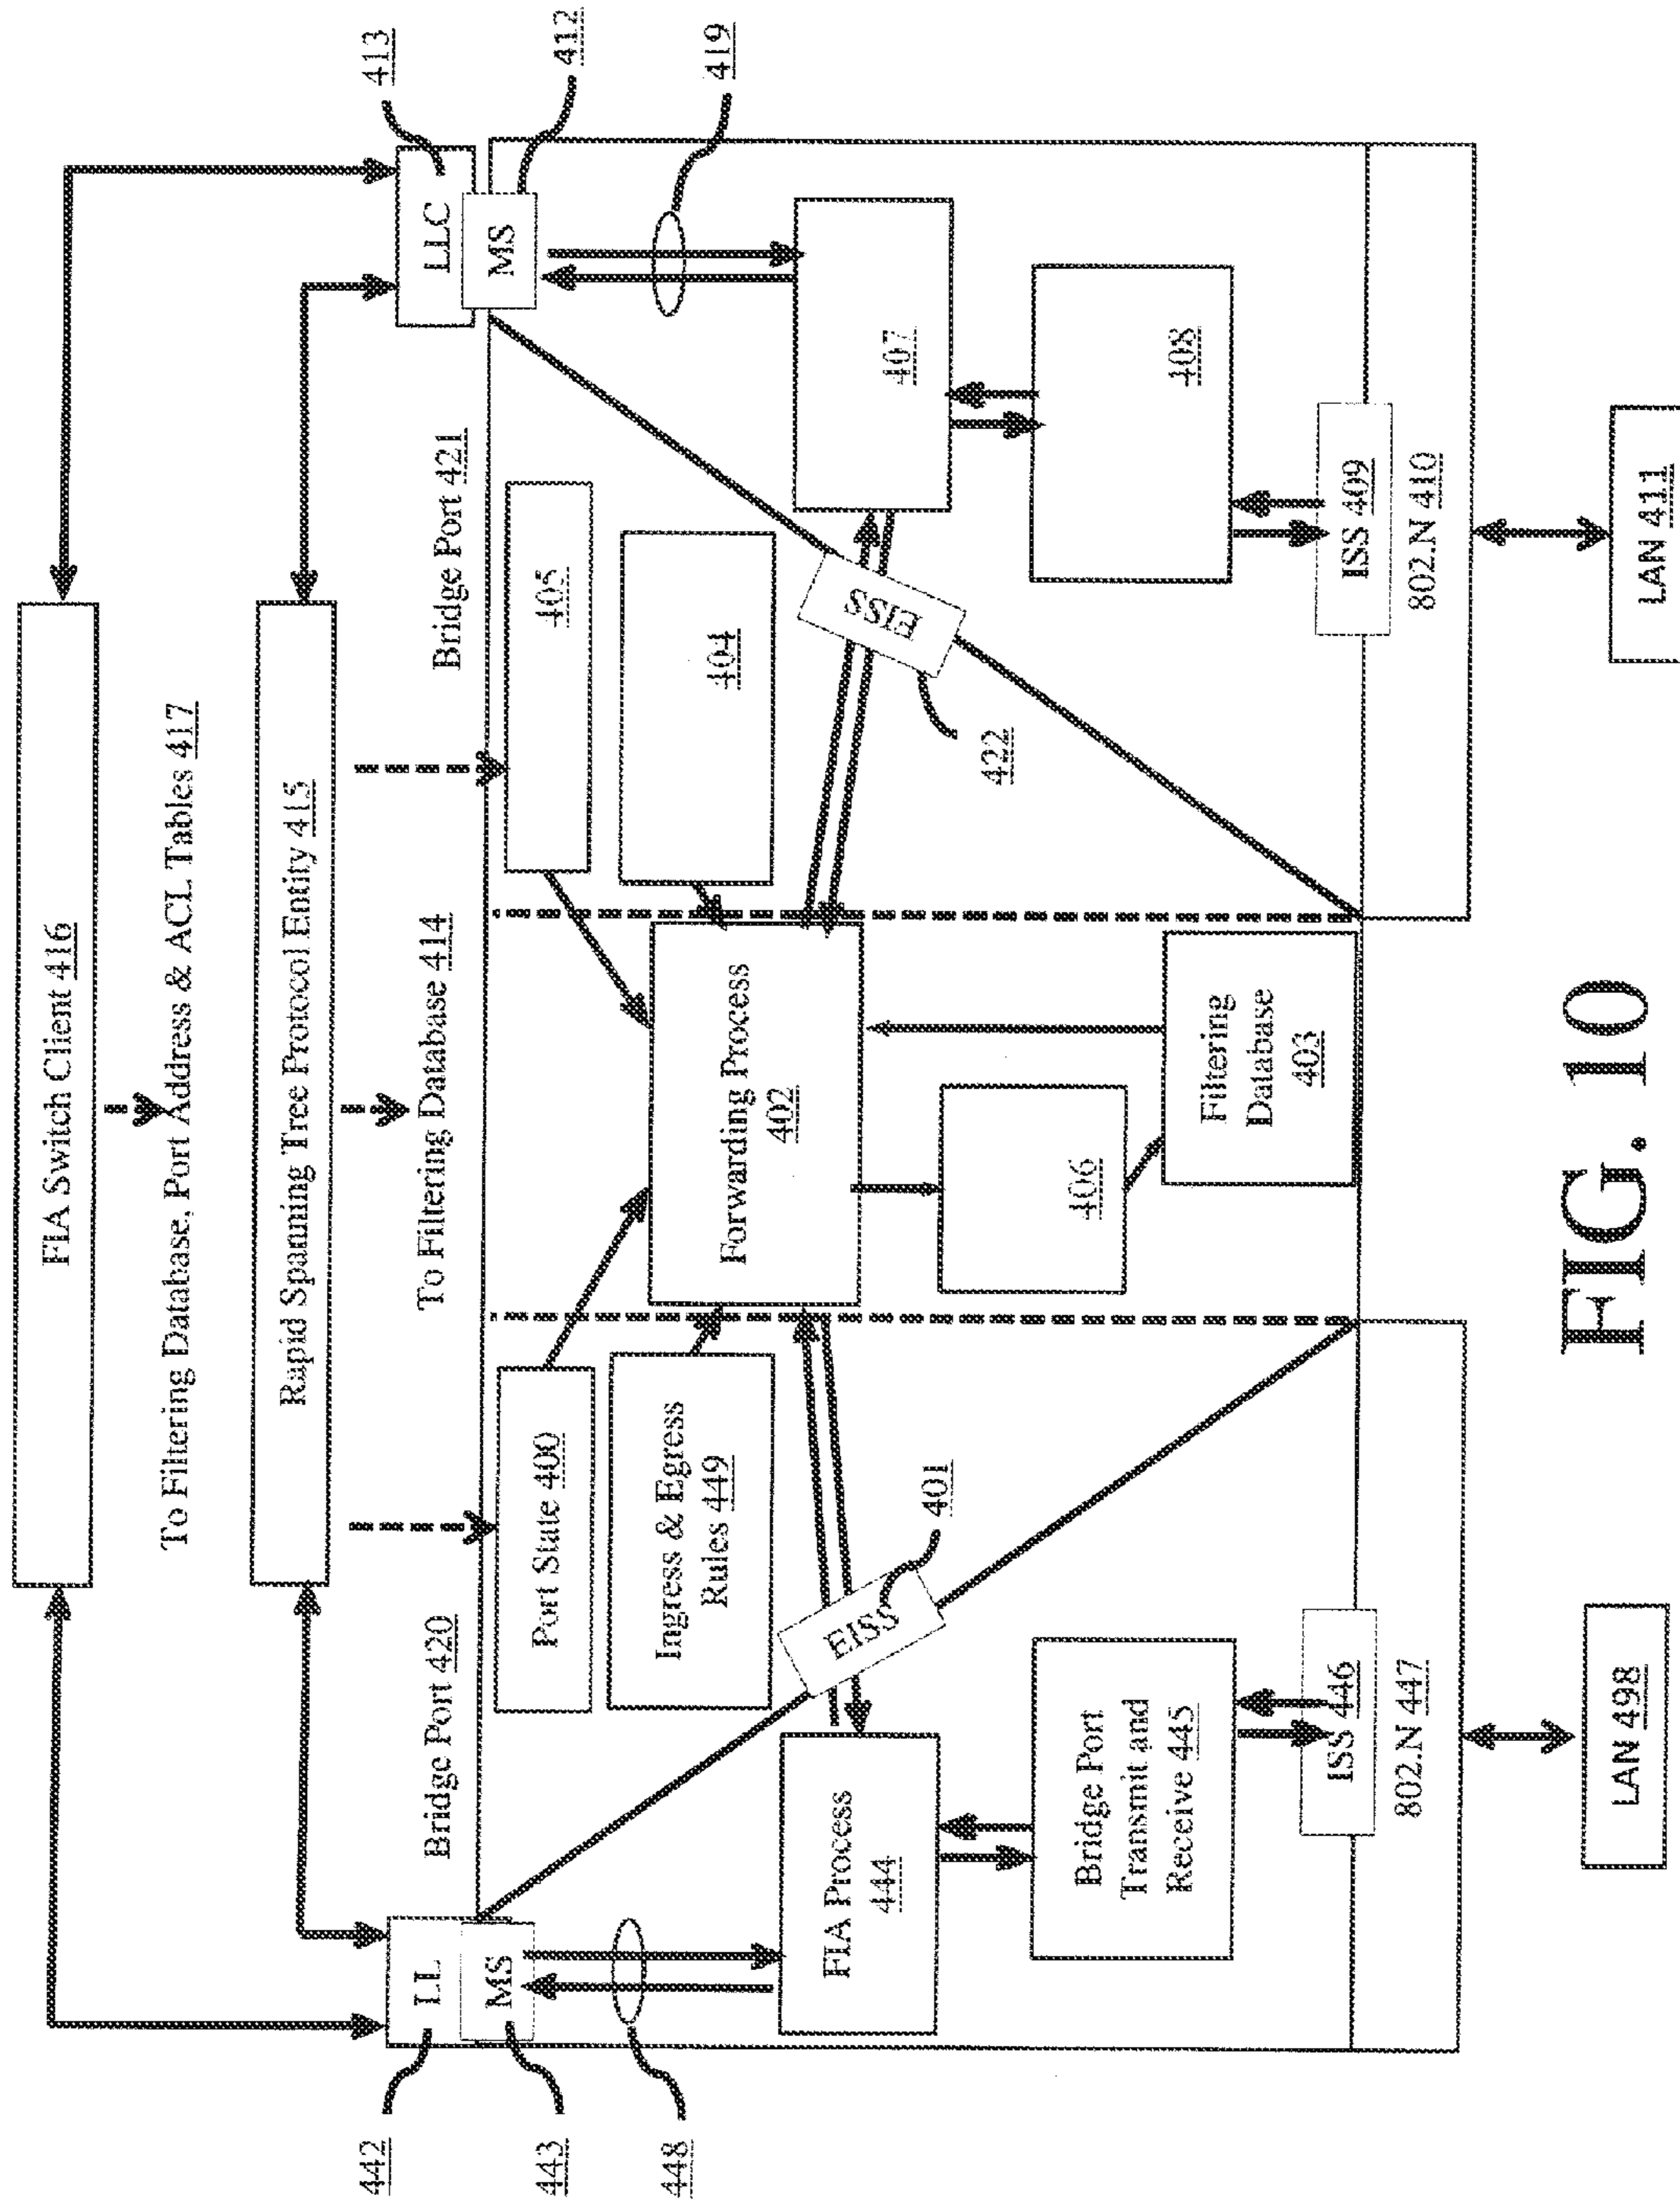 FIA Switch Client 416
To Filtering Database, Port Address & ACL Tables 417
Rapid Spanning Tree Protocol Entity 415
To Filtering Database 414
Bridge Port 420
Bridge Port 421
442
LL
443
MS
448
LLC
413
MS
412
419
Port State 400
405
Ingress & Egress
Rules 449
404
Forwarding Process
402
EISS
401
EISS
422
FIA Process
444
407
406
Filtering
Database
403
Bridge Port
Transmit and
Receive 445
408
ISS 446
802.N 447
ISS 409
802.N 410
LAN 498
LAN 411
FIG. 10